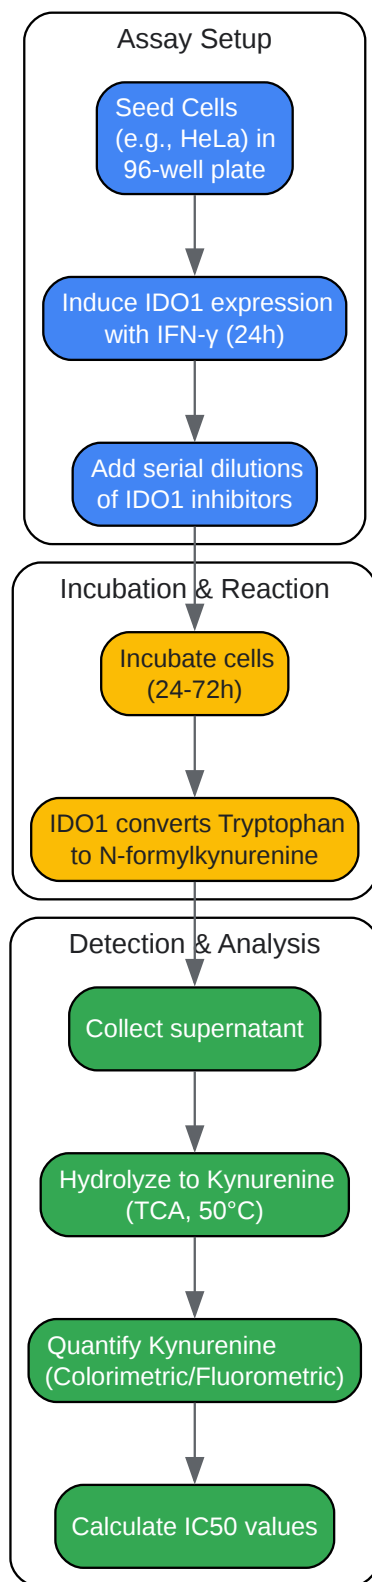 Assay Setup
Seed Cells
(e.g., HeLa) in
96-well plate
Induce IDO1 expression
with IFN-γ (24h)
Add serial dilutions
of IDO1 inhibitors
Incubation & Reaction
Incubate cells
(24-72h)
IDO1 converts Tryptophan
to N-formylkynurenine
Detection & Analysis
Collect supernatant
Hydrolyze to Kynurenine
(TCA, 50°C)
Quantify Kynurenine
(Colorimetric/Fluorometric)
Calculate IC50 values